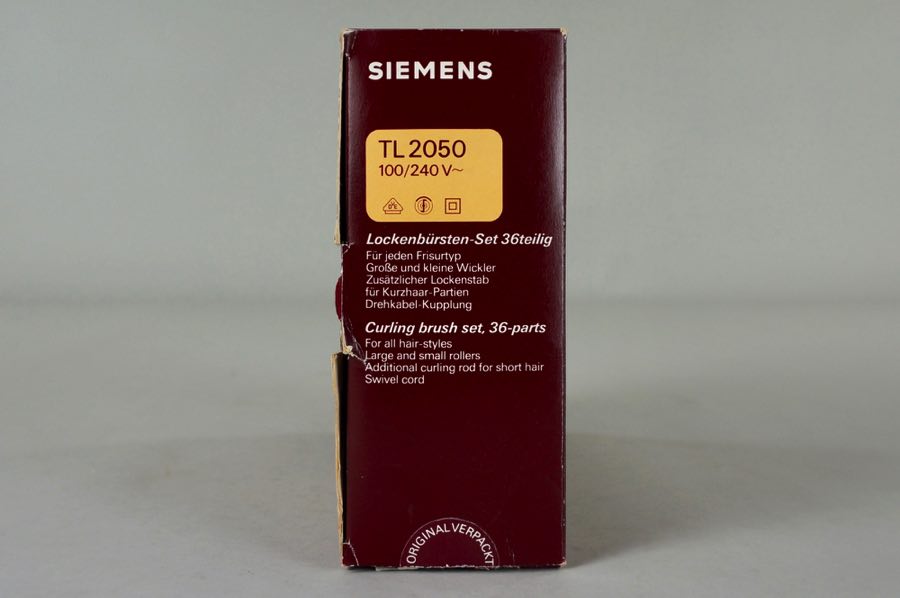 SIEMENS
TL 2050
100/240 V~
Lockenbürsten-Set 36teilig
Für jeden Frisurtyp
Große und kleine Wickler
Zusätzlicher Lockenstab
für Kurzhaar-Partien
Drehkabel-Kupplung
Curling brush set, 36-parts
For all hair-styles
Large and small rollers
Additional curling rod for short hair
Swivel cord
ORIGINALVERPACKT